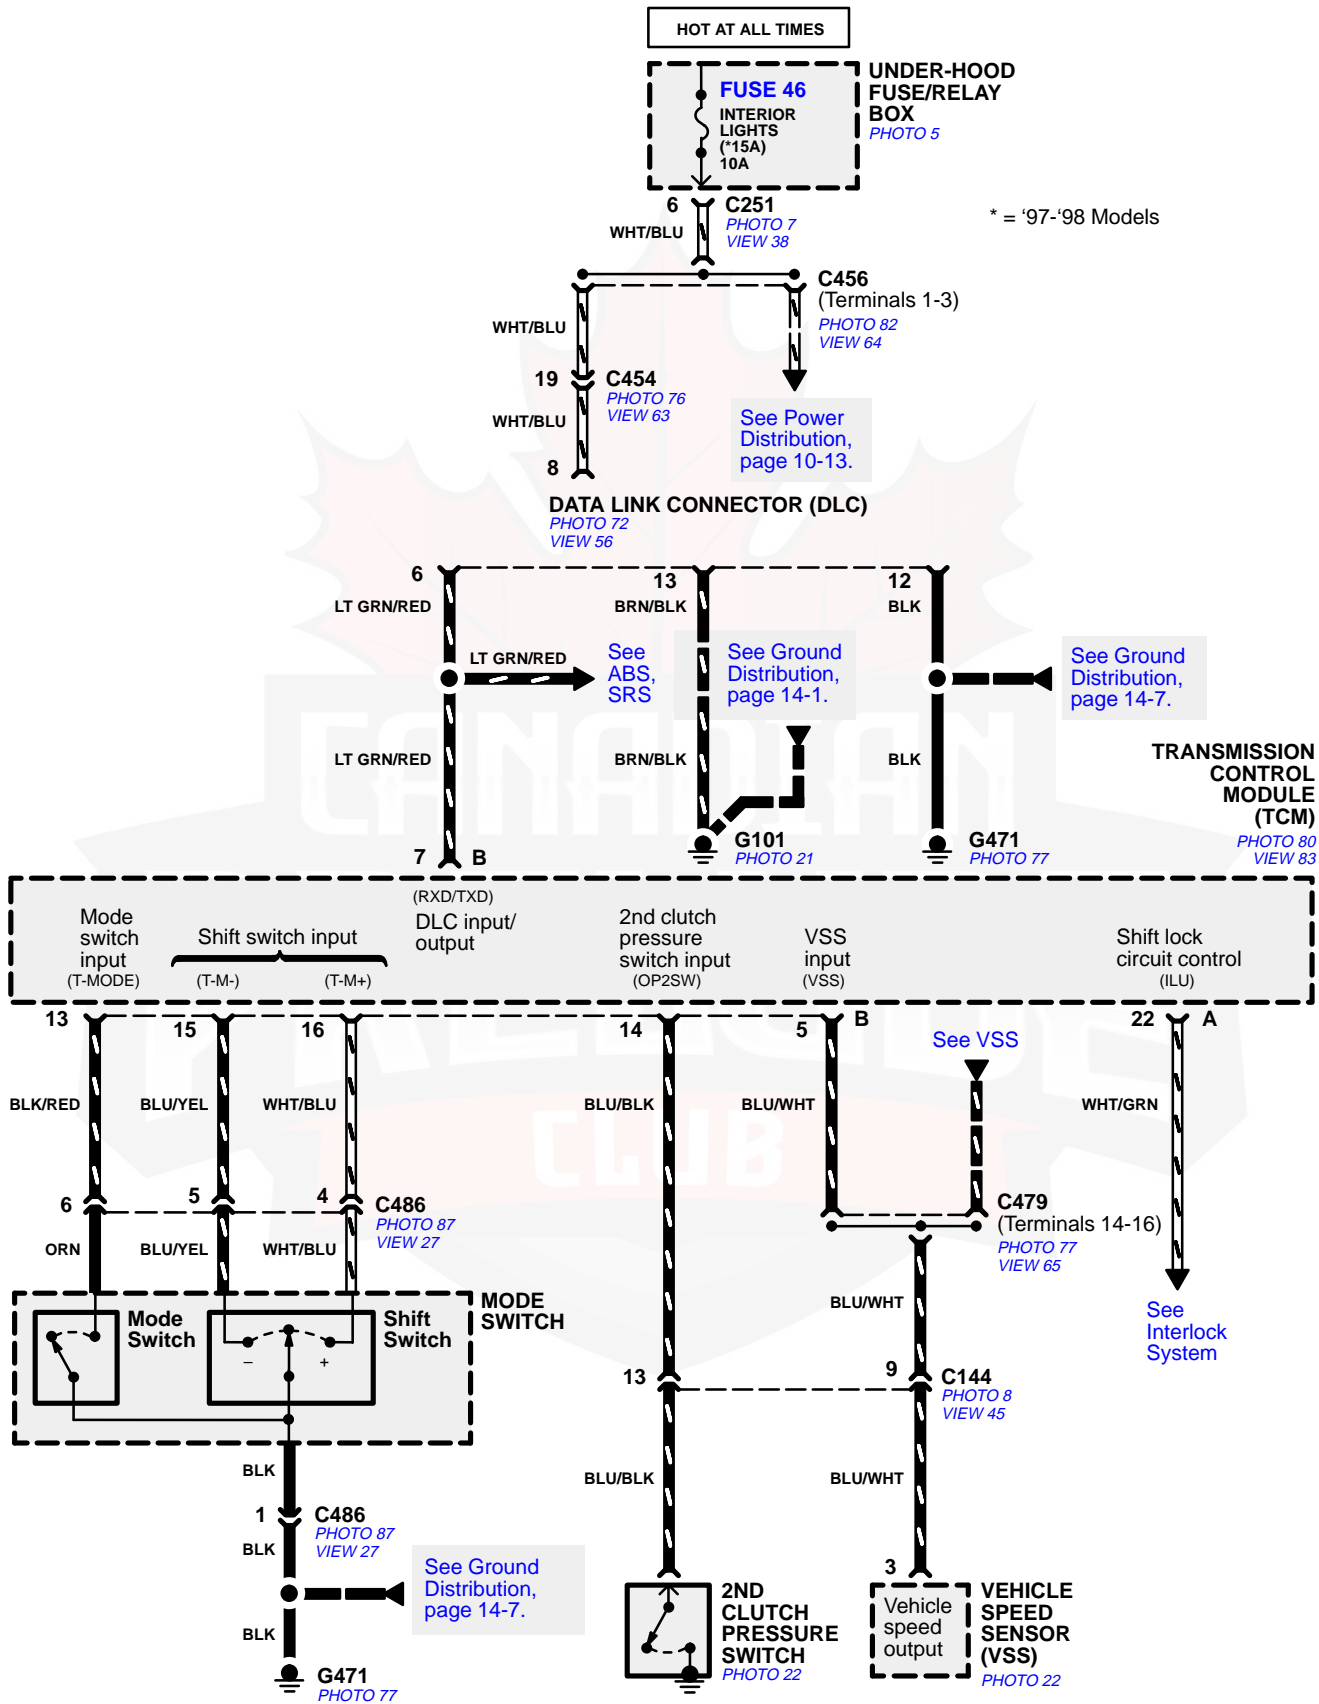 HOT AT ALL TIMES
FUSE 46
INTERIOR
LIGHTS
(*15A)
10A
UNDER-HOOD
FUSE/RELAY
BOX
PHOTO 5
6
C251
PHOTO 7
VIEW 38
WHT/BLU
* = ‘97-‘98 Models
C456
(Terminals 1-3)
PHOTO 82
VIEW 64
WHT/BLU
19
C454
PHOTO 76
VIEW 63
WHT/BLU
See Power
Distribution,
page 10-13.
8
DATA LINK CONNECTOR (DLC)
PHOTO 72
VIEW 56
6
13
12
LT GRN/RED
BRN/BLK
BLK
LT GRN/RED
See
ABS,
SRS
See Ground
Distribution,
page 14-1.
See Ground
Distribution,
page 14-7.
LT GRN/RED
BRN/BLK
BLK
TRANSMISSION
CONTROL
MODULE
(TCM)
PHOTO 80
VIEW 83
G101
PHOTO 21
G471
PHOTO 77
7
B
CANADIAN
PRELUDE
CLUB
(RXD/TXD)
DLC input/
output
Mode
switch
input
(T-MODE)
Shift switch input
(T-M-)
(T-M+)
2nd clutch
pressure
switch input
(OP2SW)
VSS
input
(VSS)
Shift lock
circuit control
(ILU)
13
15
16
14
5
B
22
A
See VSS
BLK/RED
BLU/YEL
WHT/BLU
BLU/BLK
BLU/WHT
WHT/GRN
6
5
4
C486
PHOTO 87
VIEW 27
C479
(Terminals 14-16)
PHOTO 77
VIEW 65
ORN
BLU/YEL
WHT/BLU
MODE
SWITCH
Mode
Switch
Shift
Switch
–
+
BLU/WHT
See
Interlock
System
13
9
C144
PHOTO 8
VIEW 45
BLK
BLU/BLK
BLU/WHT
1
C486
PHOTO 87
VIEW 27
BLK
See Ground
Distribution,
page 14-7.
BLK
G471
PHOTO 77
2ND
CLUTCH
PRESSURE
SWITCH
PHOTO 22
3
Vehicle
speed
output
VEHICLE
SPEED
SENSOR
(VSS)
PHOTO 22